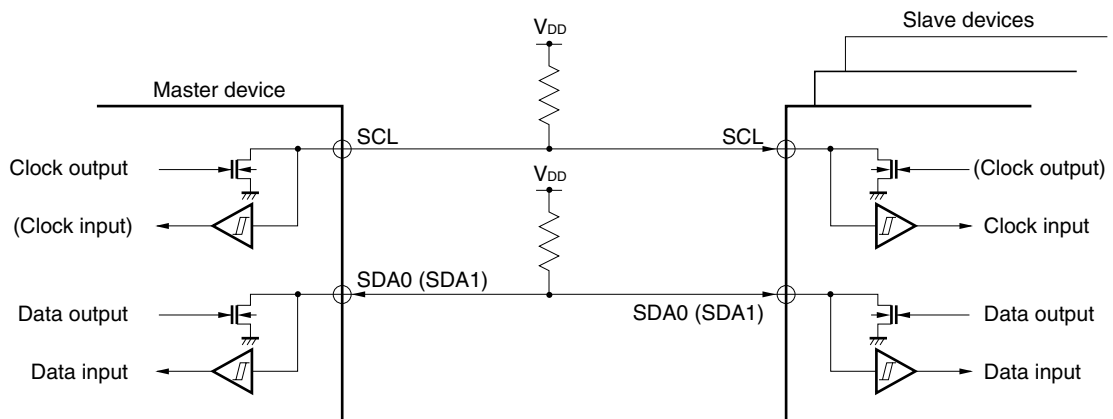 Slave devices
VDD
Master device
SCL
SCL
Clock output
(Clock output)
VDD
(Clock input)
Clock input
SDA0 (SDA1)
SDA0 (SDA1)
Data output
Data output
Data input
Data input